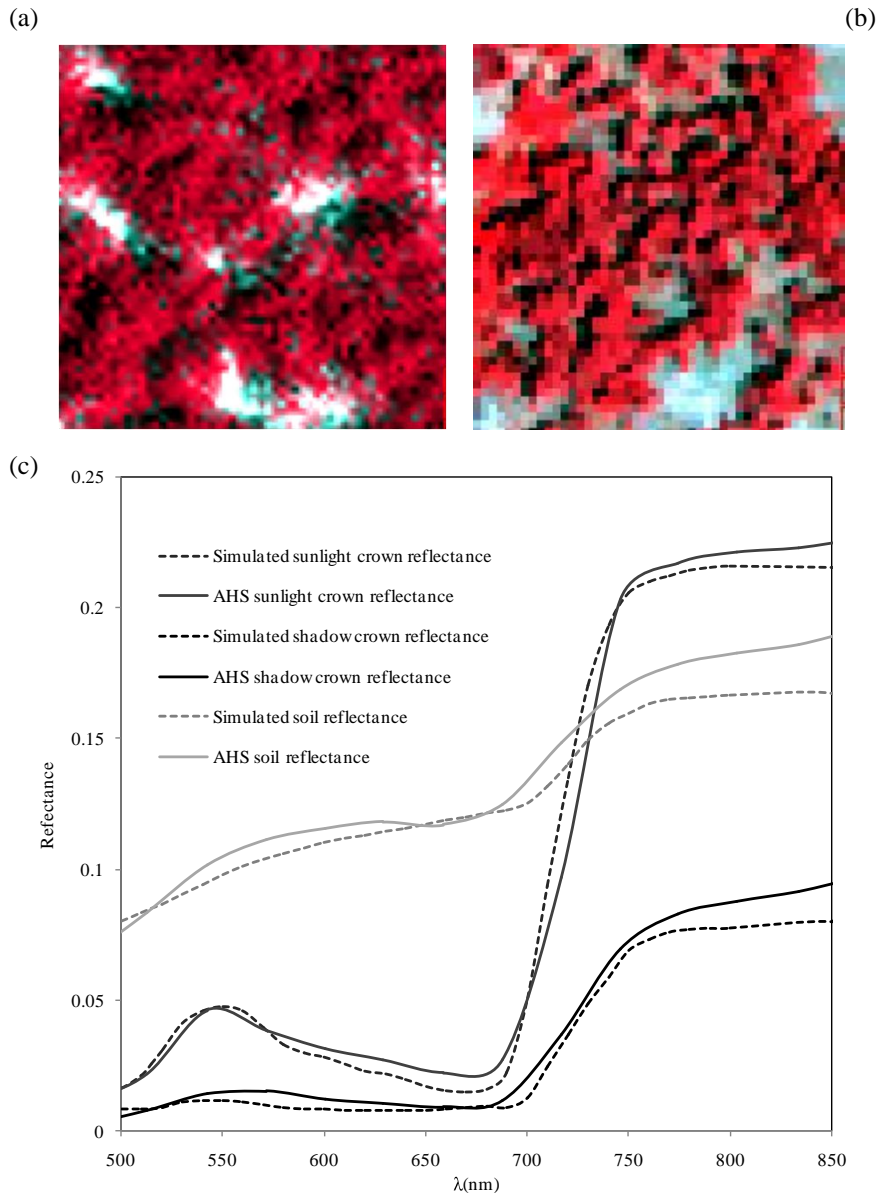 (a)
(b)
(c)
0.25
0.2
0.15
0.1
0.05
0
Refectance
Simulated sunlight crown reflectance
AHS sunlight crown reflectance
Simulated shadow crown reflectance
AHS shadow crown reflectance
Simulated soil reflectance
AHS soil reflectance
500 550 600 650 700 750 800 850
λ(nm)